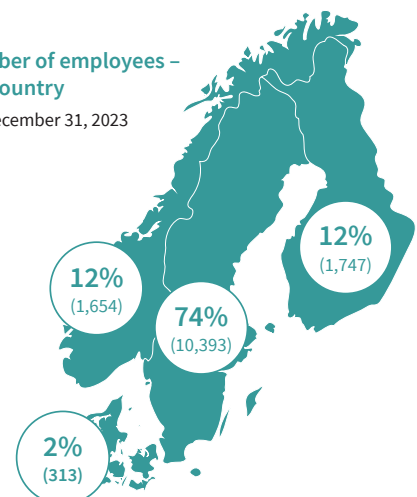 ber of employees –
ountry
ecember 31, 2023
12%
(1,747)
12%
(1,654)
74%
(10,393)
2%
(313)